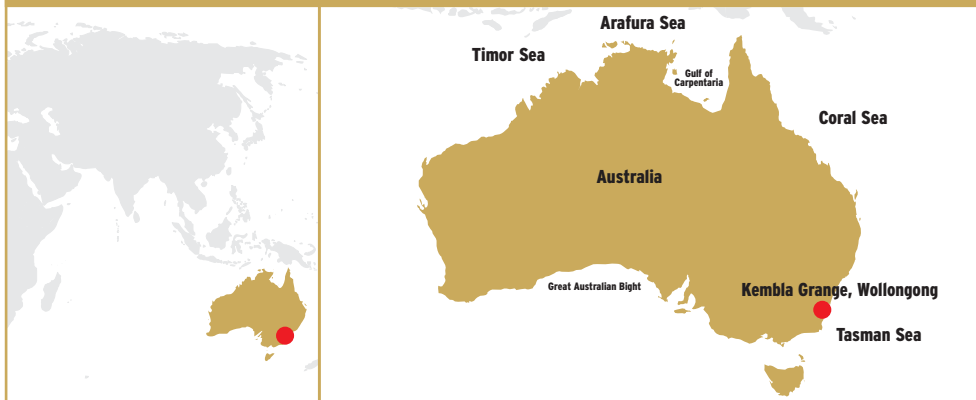 Arafura Sea
Timor Sea
Gulf of
Carpentaria
Coral Sea
Australia
Great Australian Bight
Kembla Grange, Wollongong
Tasman Sea